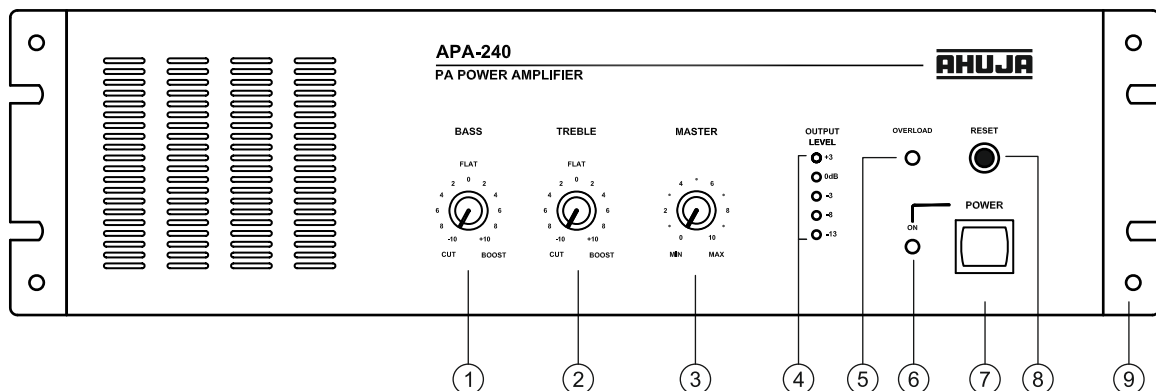 APA-240
PA POWER AMPLIFIER
AHUJA
BASS
FLAT
0
2 2
4 4
6 6
8 8
-10 +10
CUT BOOST
TREBLE
FLAT
0
2 2
4 4
6 6
8 8
-10 +10
CUT BOOST
MASTER
4 6
2 8
0 10
MIN MAX
OUTPUT
LEVEL
+3
0dB
-3
-8
-13
OVERLOAD
RESET
POWER
ON
1 2 3 4 5 6 7 8 9